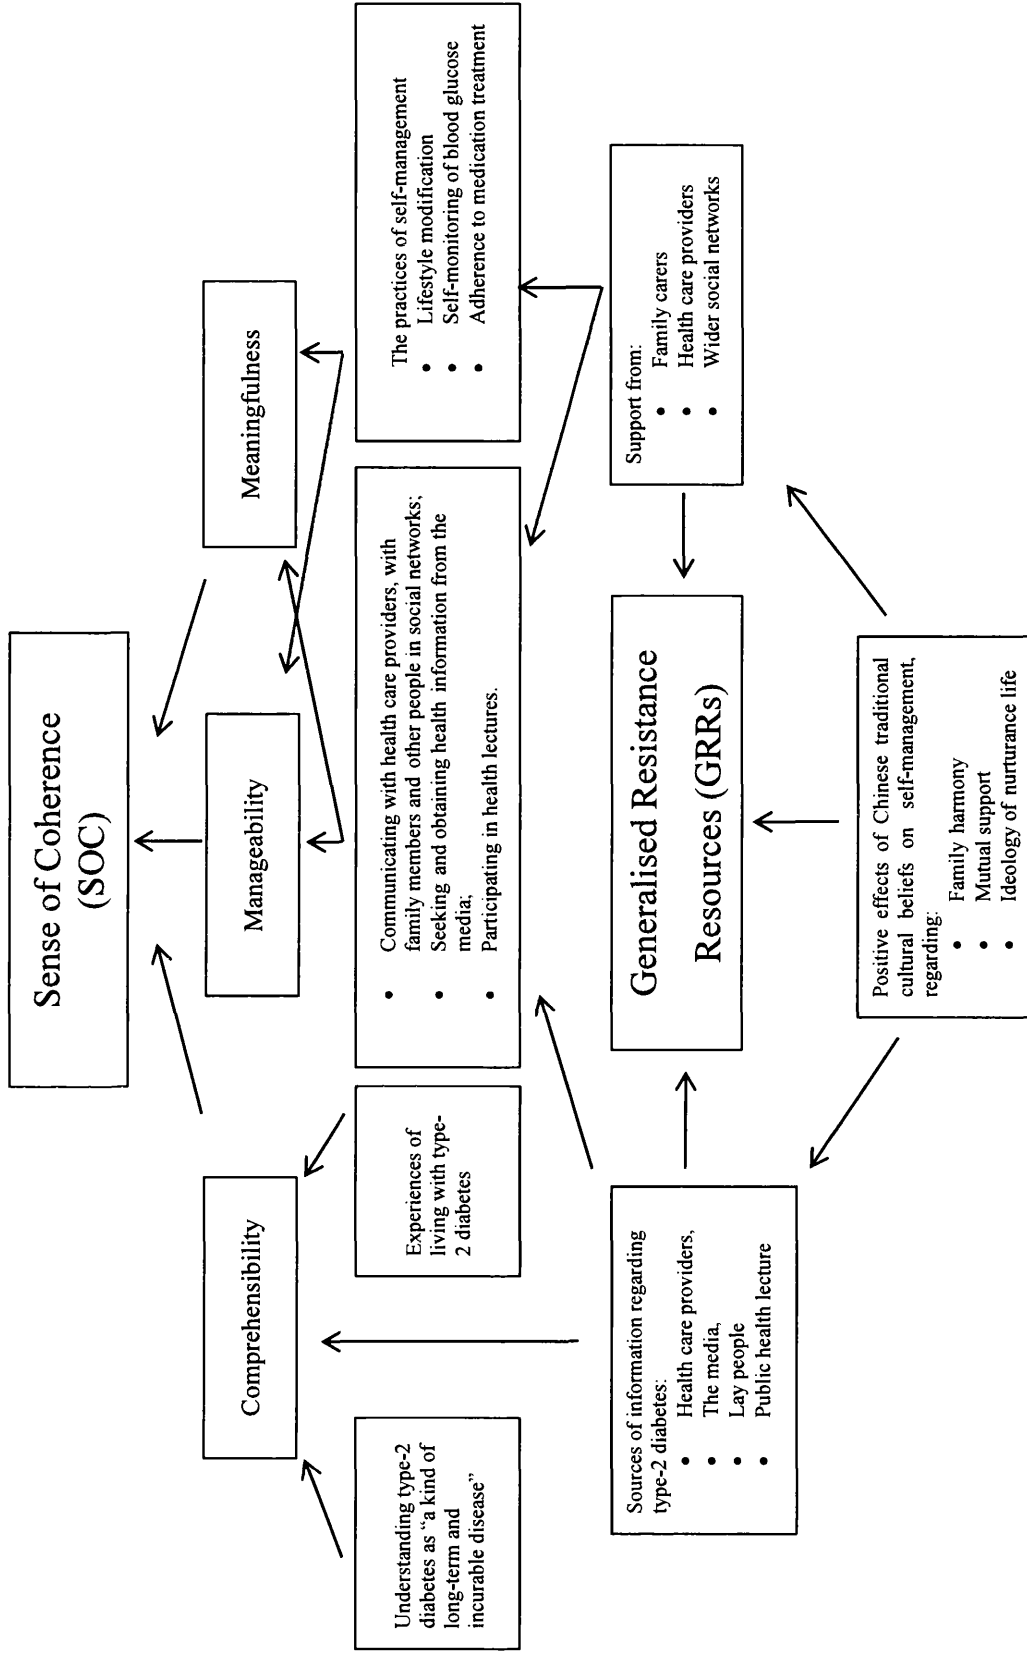 Sense of Coherence
(SOC)
Comprehensibility
Manageability
Meaningfulness
Understanding type-2
diabetes as “a kind of
long-term and
incurable disease”
Experiences of
living with type-
2 diabetes
• Communicating with health care providers, with
family members and other people in social networks;
• Seeking and obtaining health information from the
media;
• Participating in health lectures.
The practices of self-management
• Lifestyle modification
• Self-monitoring of blood glucose
• Adherence to medication treatment
Sources of information regarding
type-2 diabetes:
• Health care providers,
• The media,
• Lay people
• Public health lecture
Generalised Resistance
Resources (GRRs)
Support from:
• Family carers
• Health care providers
• Wider social networks
Positive effects of Chinese traditional
cultural beliefs on self-management,
regarding:
• Family harmony
• Mutual support
• Ideology of nurturance life